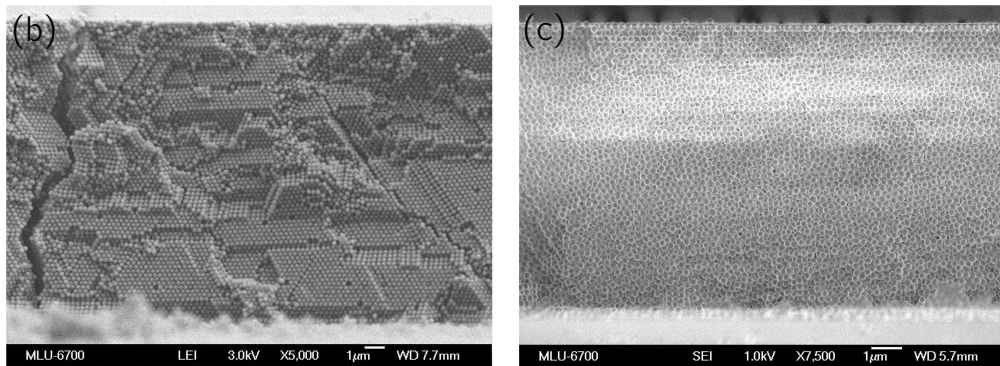 (b)
(c)
MLU-6700 LEI 3.0kV X5,000 1μm WD 7.7mm
MLU-6700 SEI 1.0kV X7,500 1μm WD 5.7mm